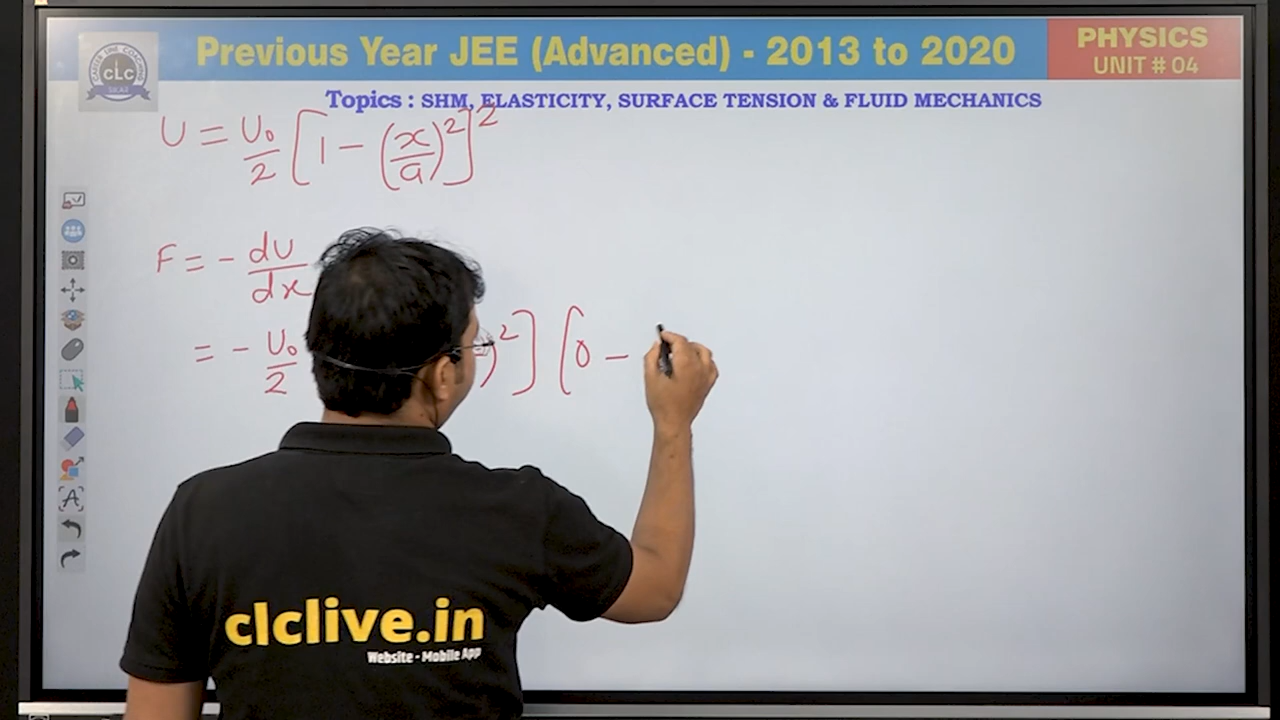 Previous Year JEE (Advanced) - 2013 to 2020
PHYSICS
UNIT # 04
CLC
Topics : SHM, ELASTICITY, SURFACE TENSION & FLUID MECHANICS
U = U₀/2 [1 - (x/a)²]²
F = - dU/dx
= - U₀/2 )²] [0 -
clclive.in
Website - Mobile App